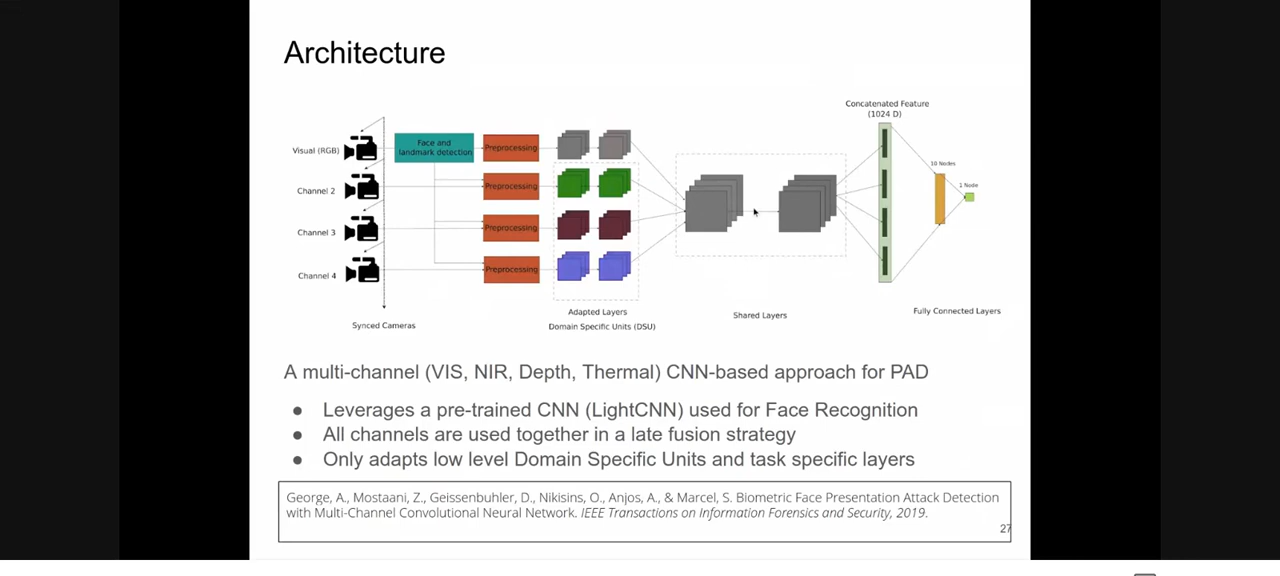 Architecture
Concatenated Feature
(1024 D)
Visual (RGB)
Face and
landmark detection
Preprocessing
10 Nodes
1 Node
Channel 2
Preprocessing
Channel 3
Preprocessing
Channel 4
Preprocessing
Synced Cameras
Adapted Layers
Domain Specific Units (DSU)
Shared Layers
Fully Connected Layers
A multi-channel (VIS, NIR, Depth, Thermal) CNN-based approach for PAD
● Leverages a pre-trained CNN (LightCNN) used for Face Recognition
● All channels are used together in a late fusion strategy
● Only adapts low level Domain Specific Units and task specific layers
George, A., Mostaani, Z., Geissenbuhler, D., Nikisins, O., Anjos, A., & Marcel, S. Biometric Face Presentation Attack Detection
with Multi-Channel Convolutional Neural Network. IEEE Transactions on Information Forensics and Security, 2019.
27